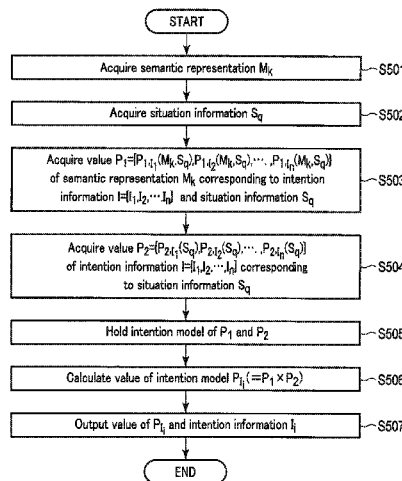 START
Acquire semantic representation Mk
S501
Acquire situation information Sq
S502
Acquire value P1={P1,I1(Mk,Sq),P1,I2(Mk,Sq),···,P1,In(Mk,Sq)}
of semantic representation Mk corresponding to intention
information I={I1,I2,···,In} and situation information Sq
S503
Acquire value P2={P2,I1(Sq),P2,I2(Sq),···,P2,In(Sq)}
of intention information I={I1,I2,···,In} corresponding
to situation information Sq
S504
Hold intention model of P1 and P2
S505
Calculate value of intention model PIi(=P1×P2)
S506
Output value of PIi and intention information Ii
S507
END